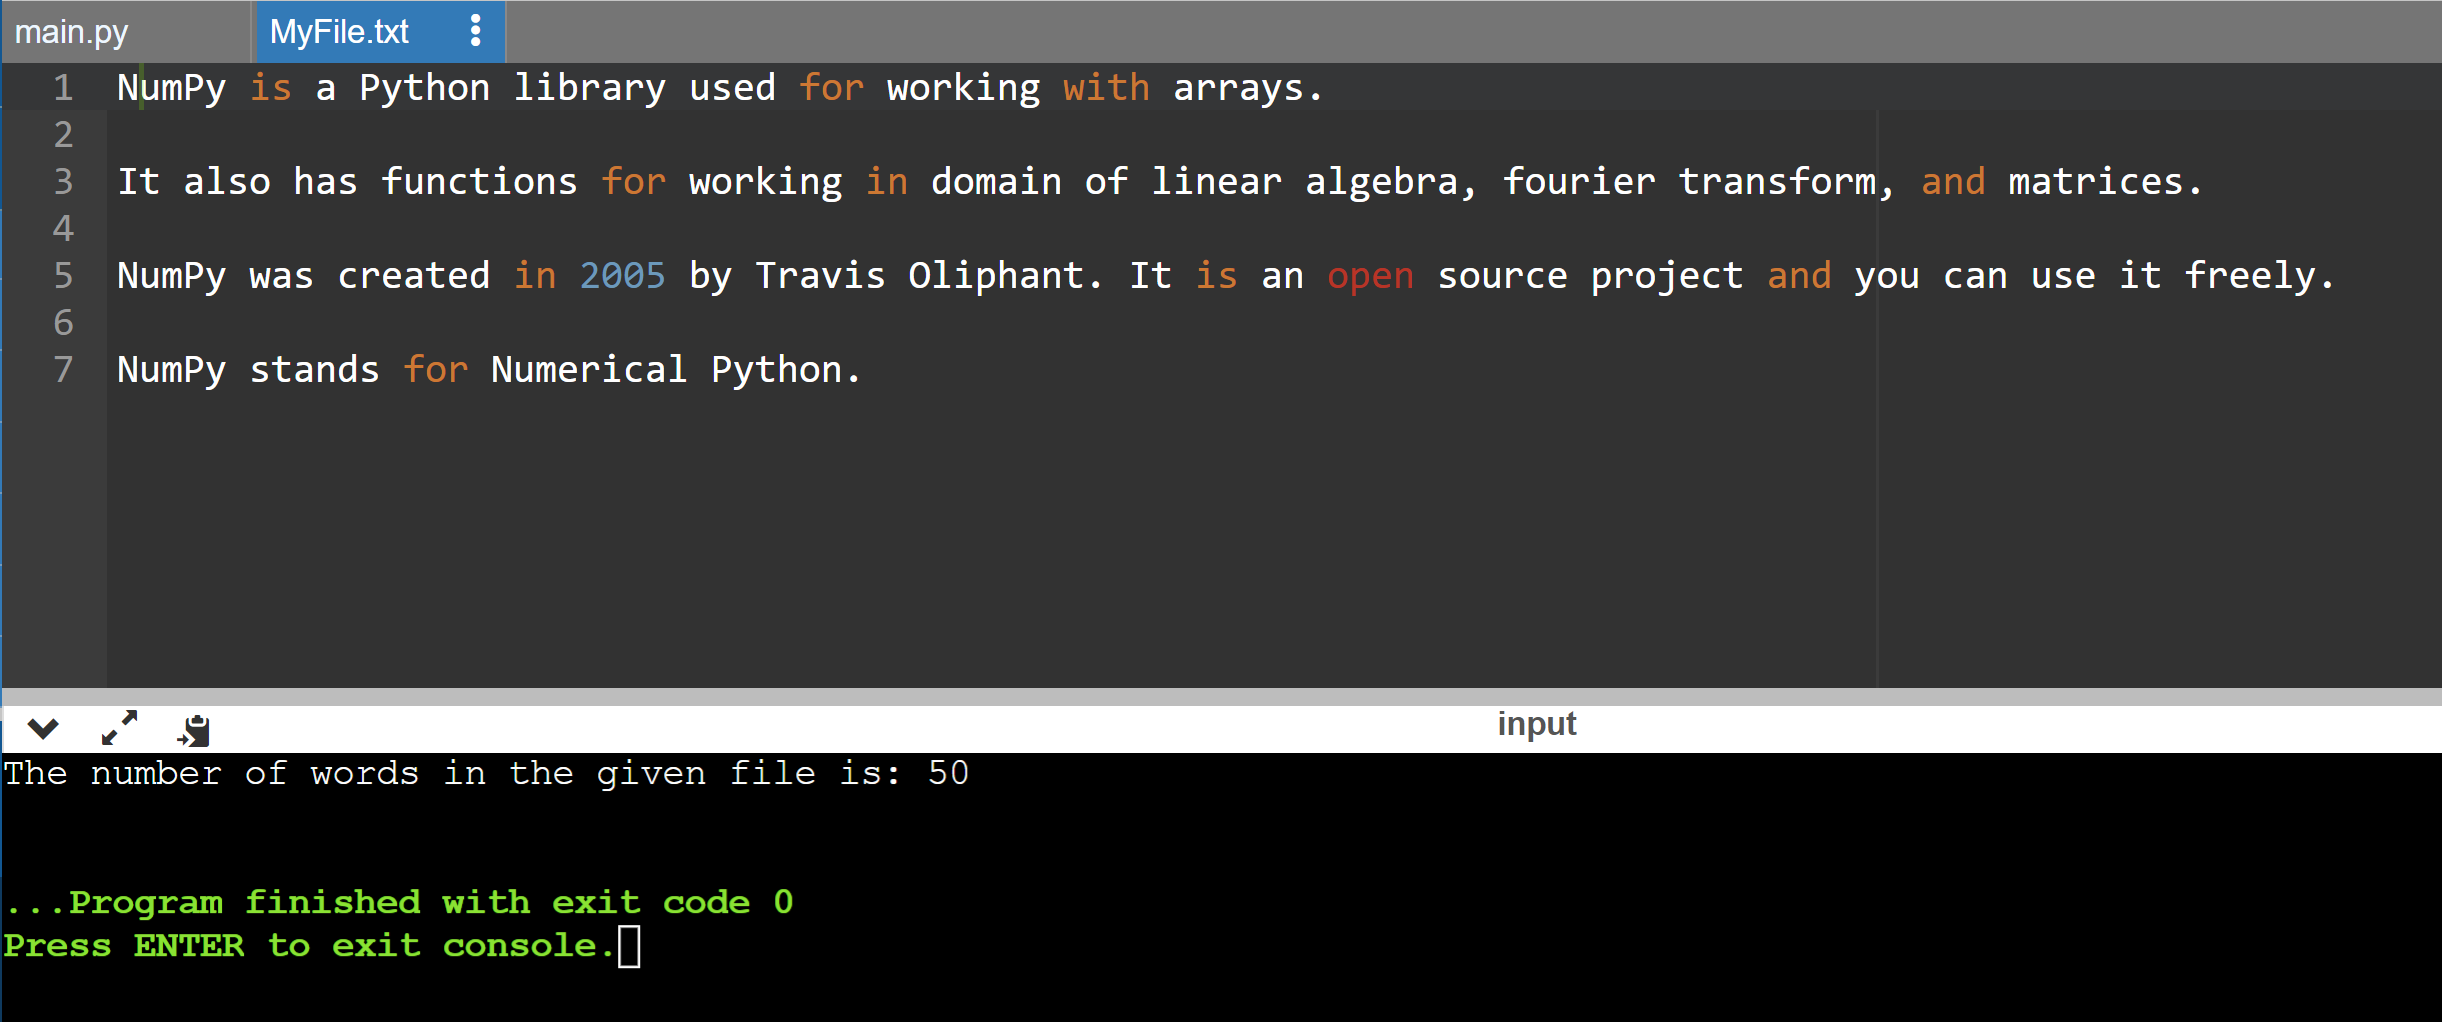 main.py MyFile.txt
1 NumPy is a Python library used for working with arrays.
2
3 It also has functions for working in domain of linear algebra, fourier transform, and matrices.
4
5 NumPy was created in 2005 by Travis Oliphant. It is an open source project and you can use it freely.
6
7 NumPy stands for Numerical Python.
input
The number of words in the given file is: 50
...Program finished with exit code 0
Press ENTER to exit console.